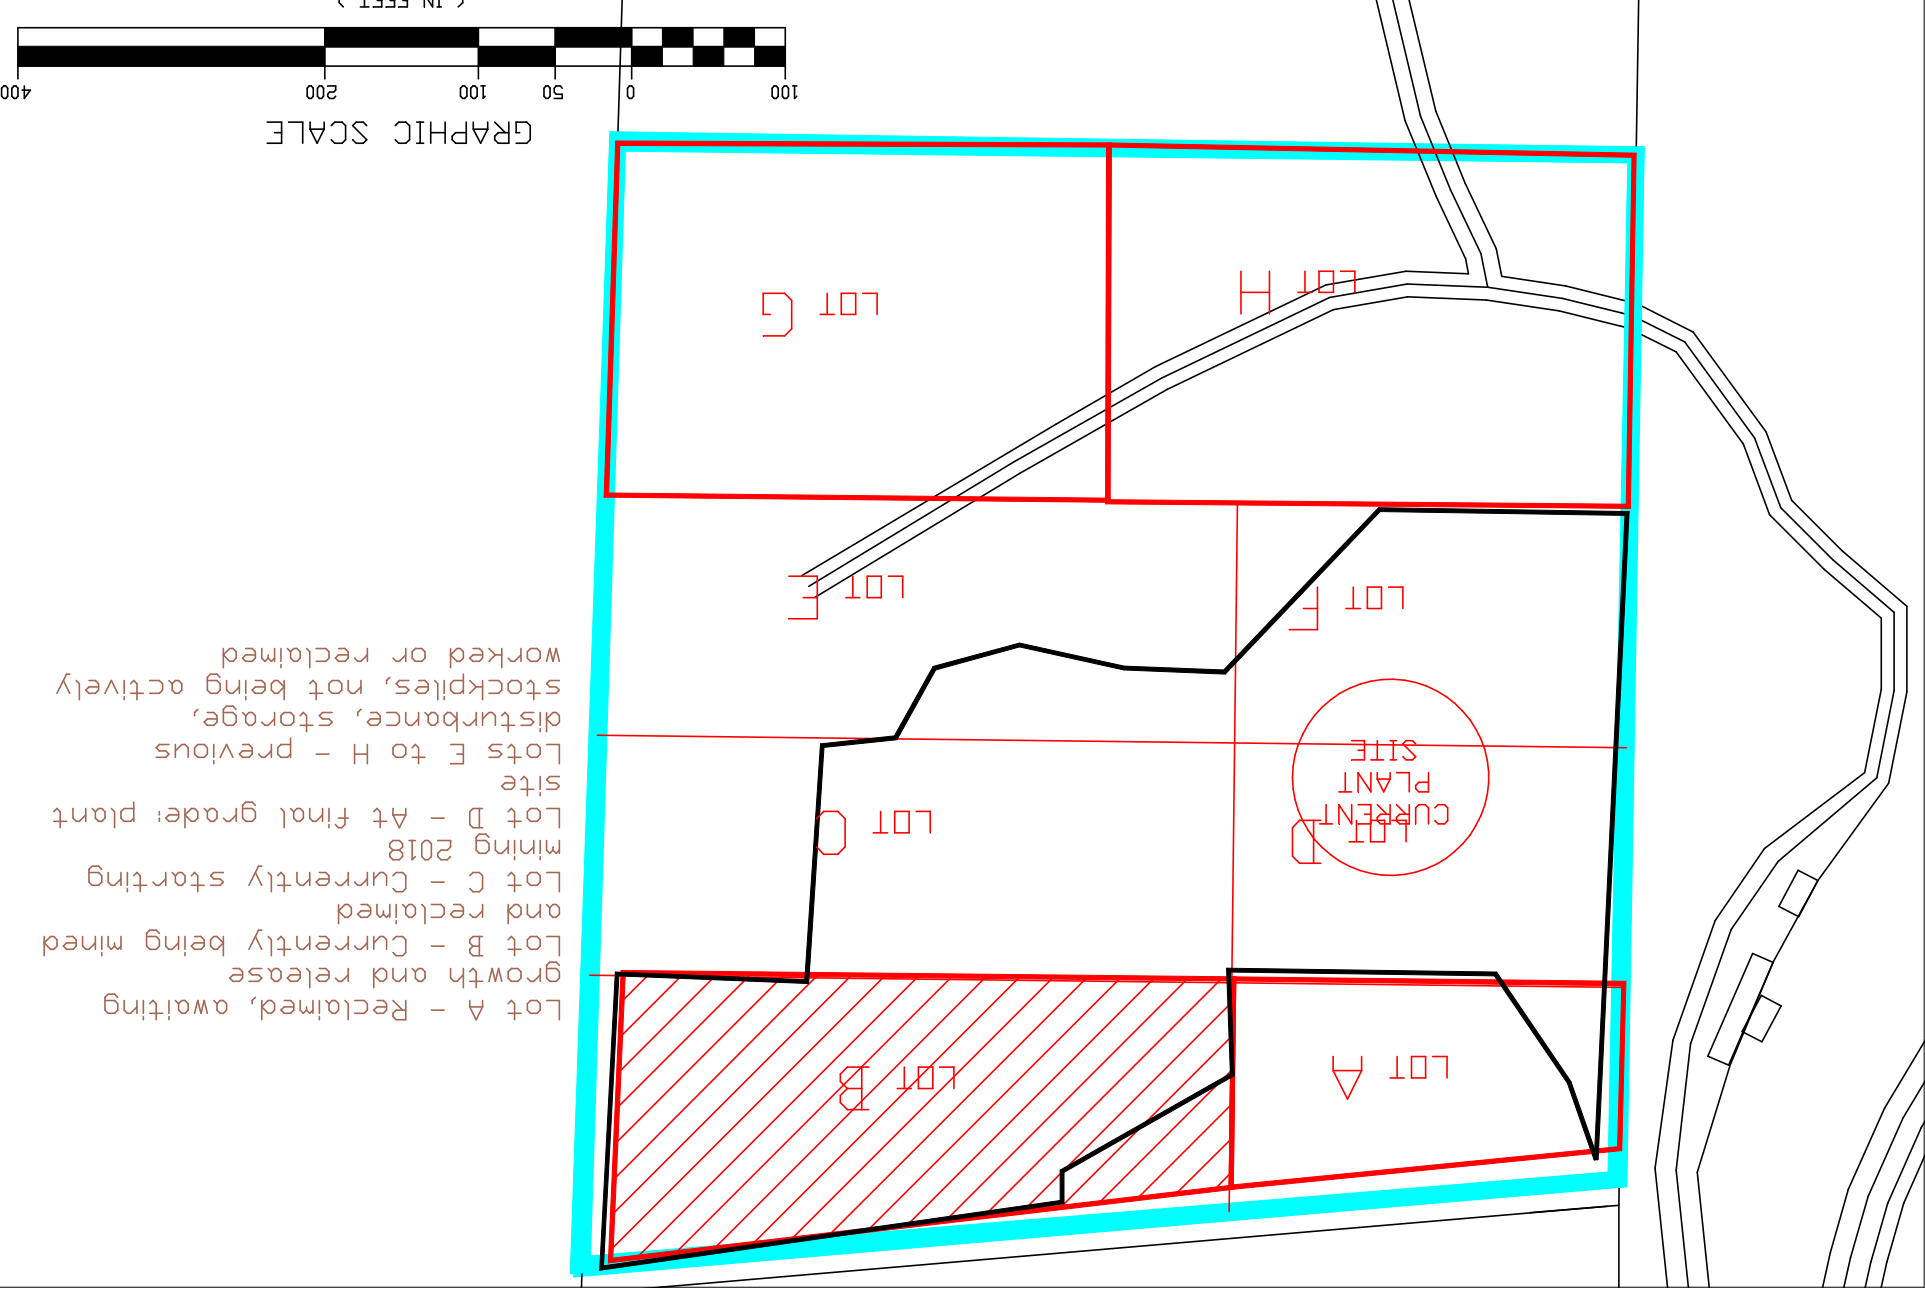 Lot A - Reclaimed, awaiting
growth and release
Lot B - Currently being mined
and reclaimed
Lot C - Currently starting
mining 2018
Lot D - At final grade; plant
site
Lots E to H - previous
disturbance, storage,
stockpiles, not being actively
worked or reclaimed
LOT A
LOT B
LOT D
CURRENT
PLANT
SITE
LOT C
LOT F
LOT E
LOT H
LOT G
GRAPHIC SCALE
100 0 50 100 200 400
( IN FEET )